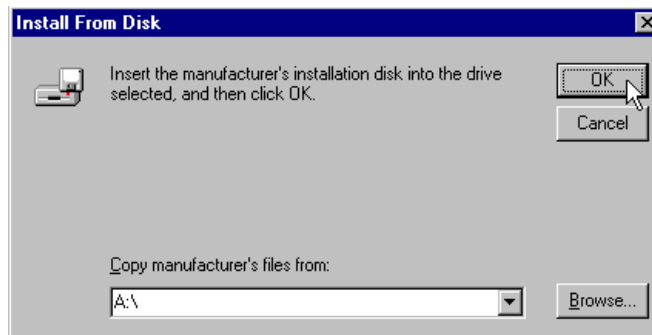 Install From Disk
Insert the manufacturer's installation disk into the drive
selected, and then click OK.
OK
Cancel
Copy manufacturer's files from:
A:\
Browse...